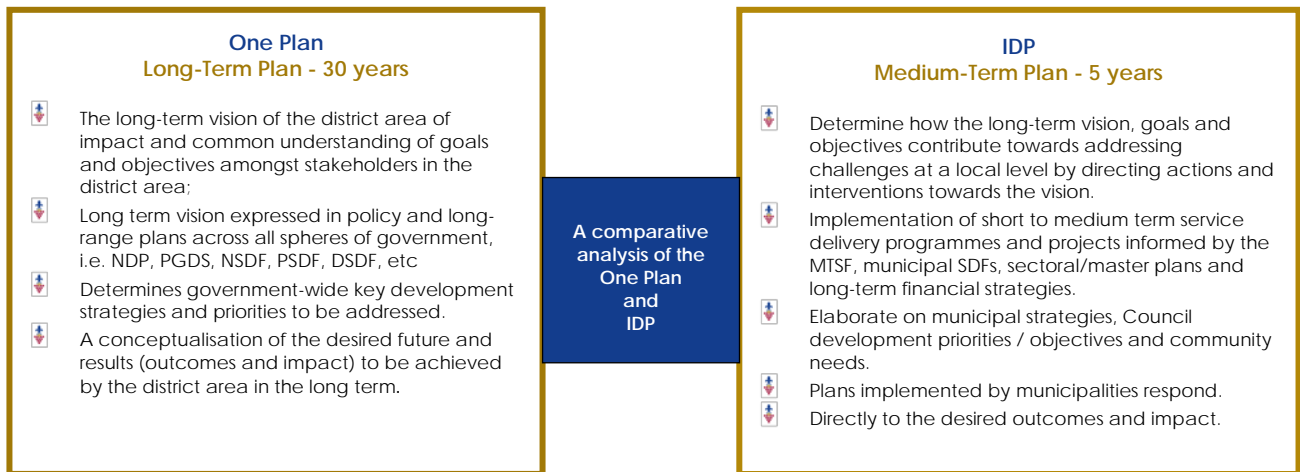 One Plan
Long-Term Plan - 30 years
The long-term vision of the district area of
impact and common understanding of goals
and objectives amongst stakeholders in the
district area;
Long term vision expressed in policy and long-
range plans across all spheres of government,
i.e. NDP, PGDS, NSDF, PSDF, DSDF, etc
Determines government-wide key development
strategies and priorities to be addressed.
A conceptualisation of the desired future and
results (outcomes and impact) to be achieved
by the district area in the long term.
A comparative
analysis of the
One Plan
and
IDP
IDP
Medium-Term Plan - 5 years
Determine how the long-term vision, goals and
objectives contribute towards addressing
challenges at a local level by directing actions and
interventions towards the vision.
Implementation of short to medium term service
delivery programmes and projects informed by the
MTSF, municipal SDFs, sectoral/master plans and
long-term financial strategies.
Elaborate on municipal strategies, Council
development priorities / objectives and community
needs.
Plans implemented by municipalities respond.
Directly to the desired outcomes and impact.